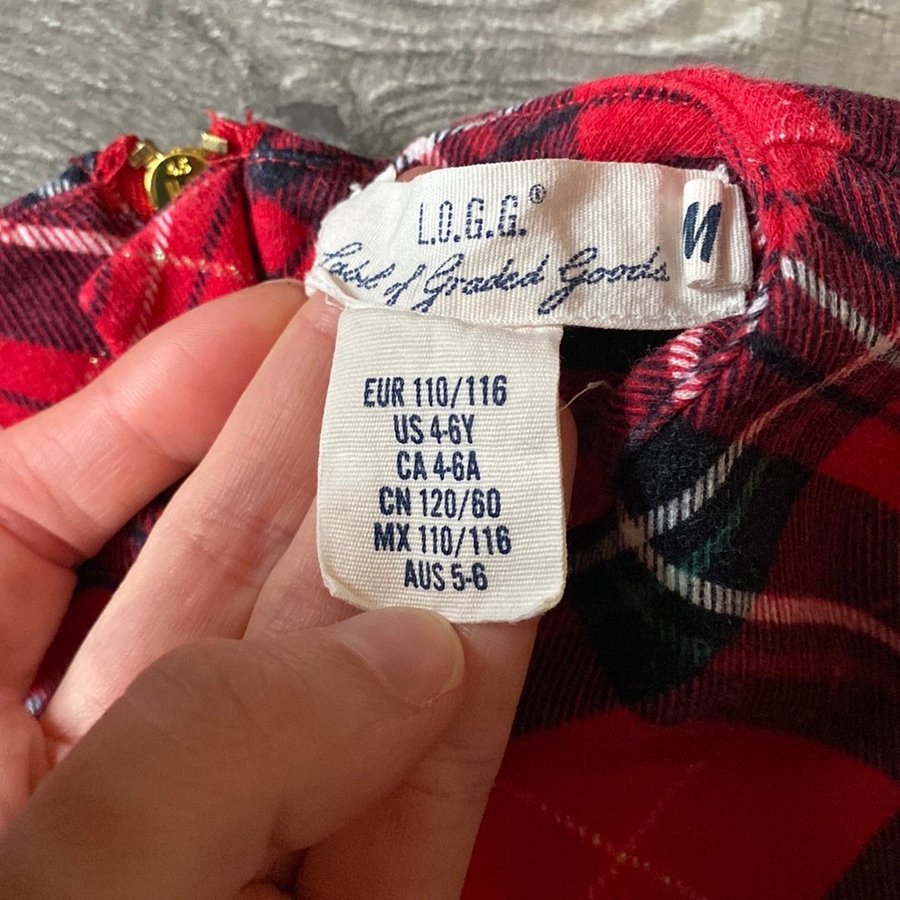 L.O.G.G.®
Label of Graded Goods
M
EUR 110/116
US 4-6Y
CA 4-6A
CN 120/60
MX 110/116
AUS 5-6